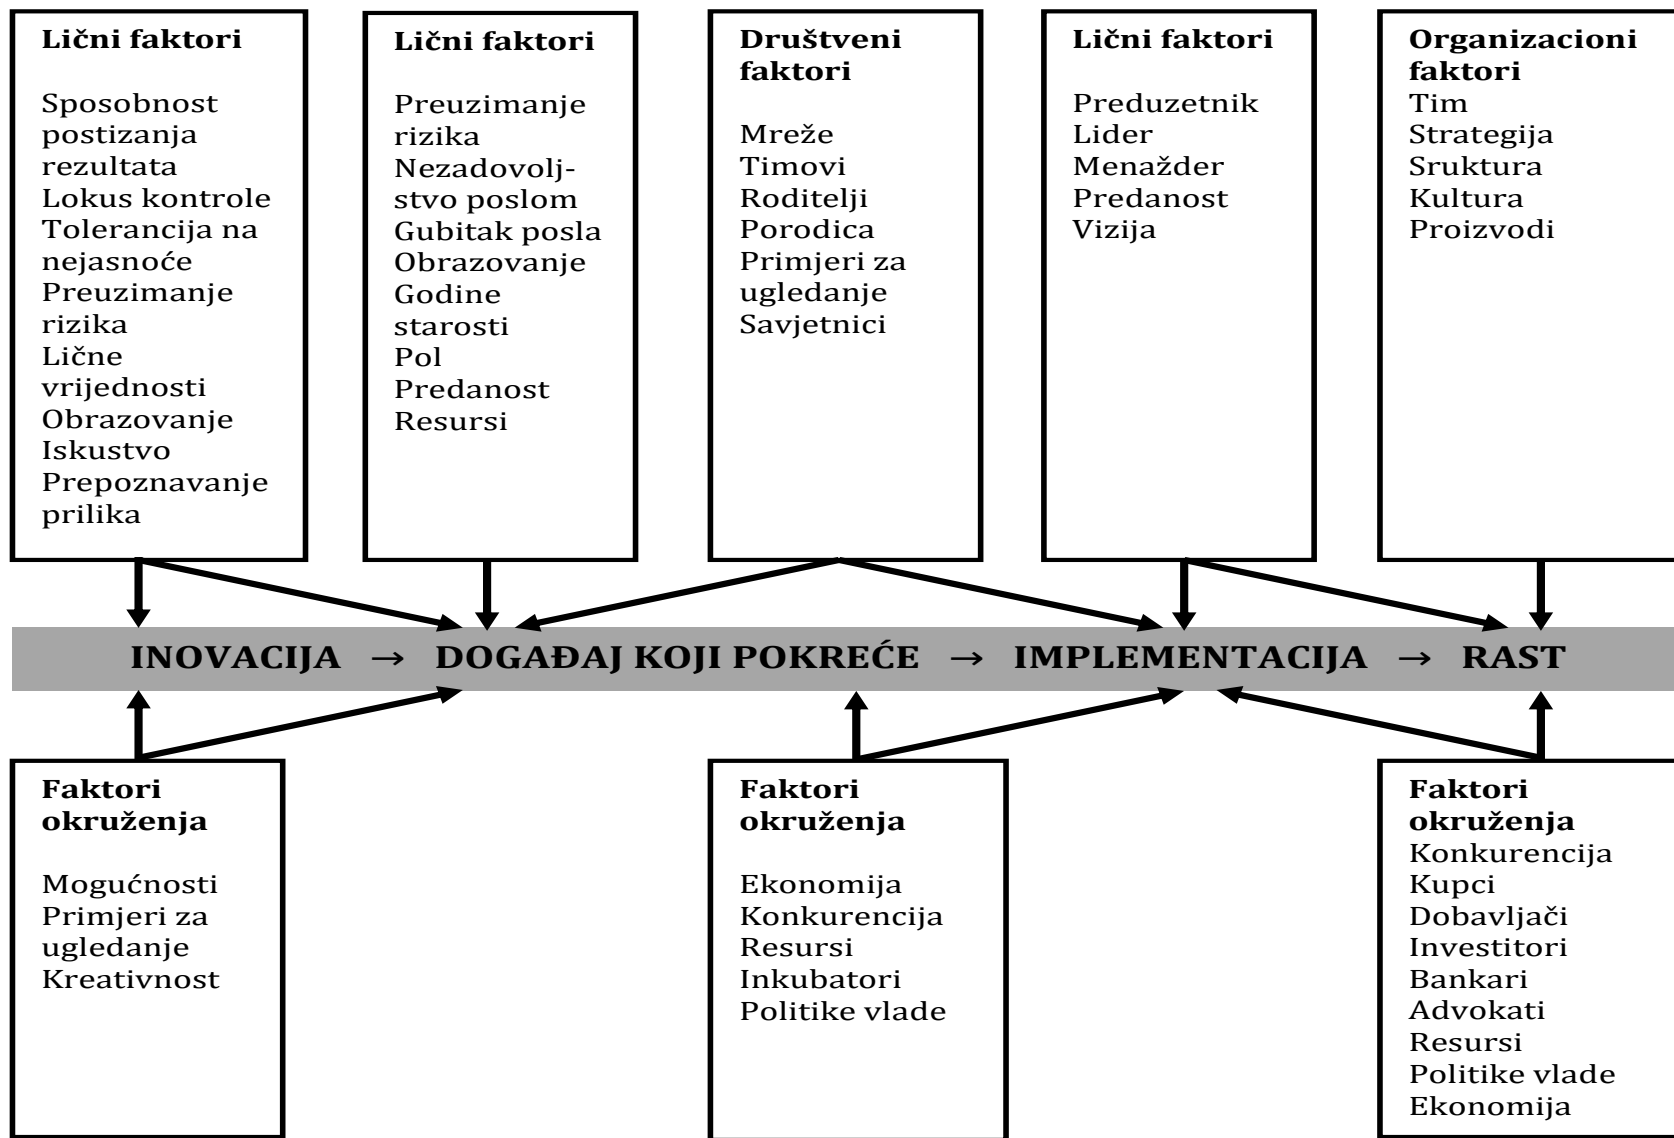 Lični faktori
Sposobnost
postizanja
rezultata
Lokus kontrole
Tolerancija na
nejasnoće
Preuzimanje
rizika
Lične
vrijednosti
Obrazovanje
Iskustvo
Prepoznavanje
prilika
Lični faktori
Preuzimanje
rizika
Nezadovolj-
stvo poslom
Gubitak posla
Obrazovanje
Godine
starosti
Pol
Predanost
Resursi
Društveni
faktori
Mreže
Timovi
Roditelji
Porodica
Primjeri za
ugledanje
Savjetnici
Lični faktori
Preduzetnik
Lider
Menažder
Predanost
Vizija
Organizacioni
faktori
Tim
Strategija
Sruktura
Kultura
Proizvodi
INOVACIJA → DOGAĐAJ KOJI POKREĆE → IMPLEMENTACIJA → RAST
Faktori
okruženja
Mogućnosti
Primjeri za
ugledanje
Kreativnost
Faktori
okruženja
Ekonomija
Konkurencija
Resursi
Inkubatori
Politike vlade
Faktori
okruženja
Konkurencija
Kupci
Dobavljači
Investitori
Bankari
Advokati
Resursi
Politike vlade
Ekonomija